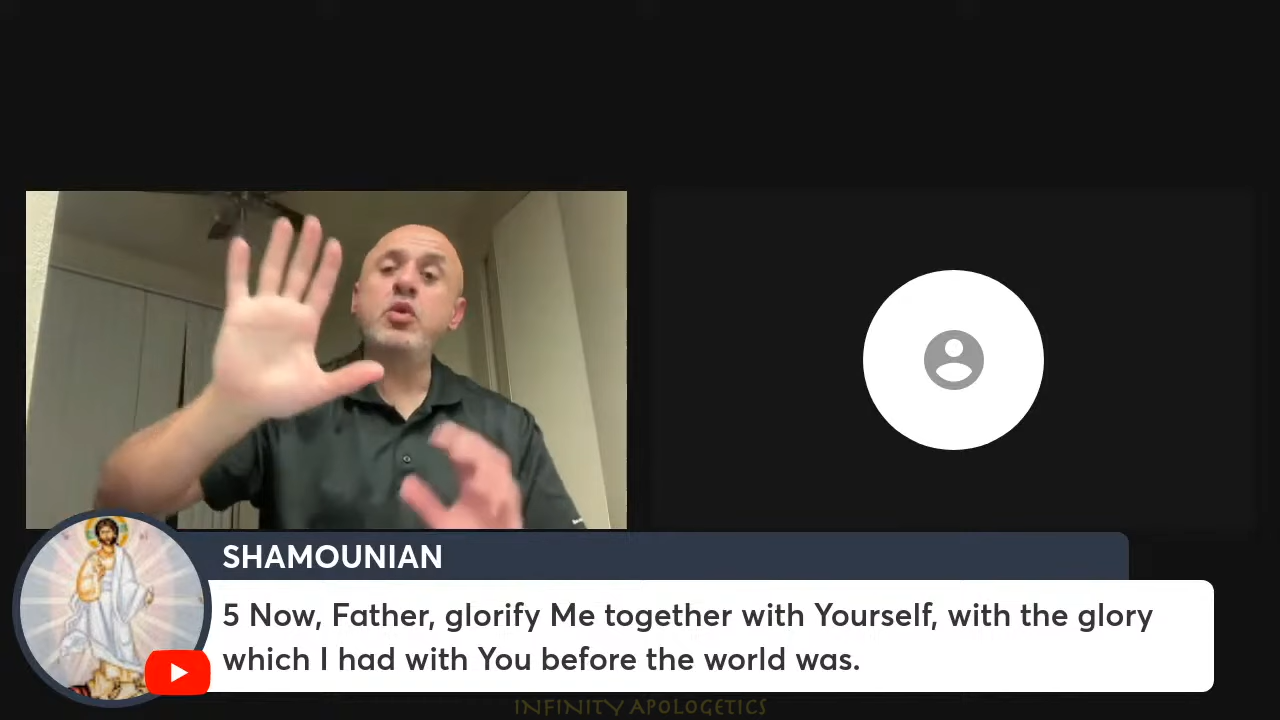 SHAMOUNIAN
5 Now, Father, glorify Me together with Yourself, with the glory
which I had with You before the world was.
INFINITY APOLOGETICS